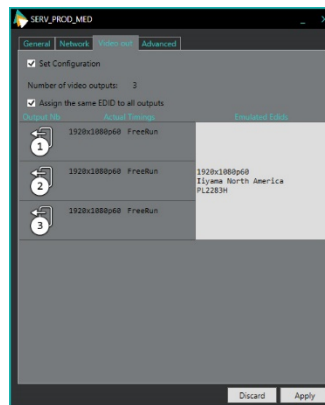 SERV_PROD_MED
General Network Video out Advanced
Set Configuration
Number of video outputs: 3
Assign the same EDID to all outputs
Output Nb Actual Timings Emulated Edids
1 1920x1080p60 FreeRun
2 1920x1080p60 FreeRun
1920x1080p60
Iiyama North America
PL2283H
3 1920x1080p60 FreeRun
Discard Apply